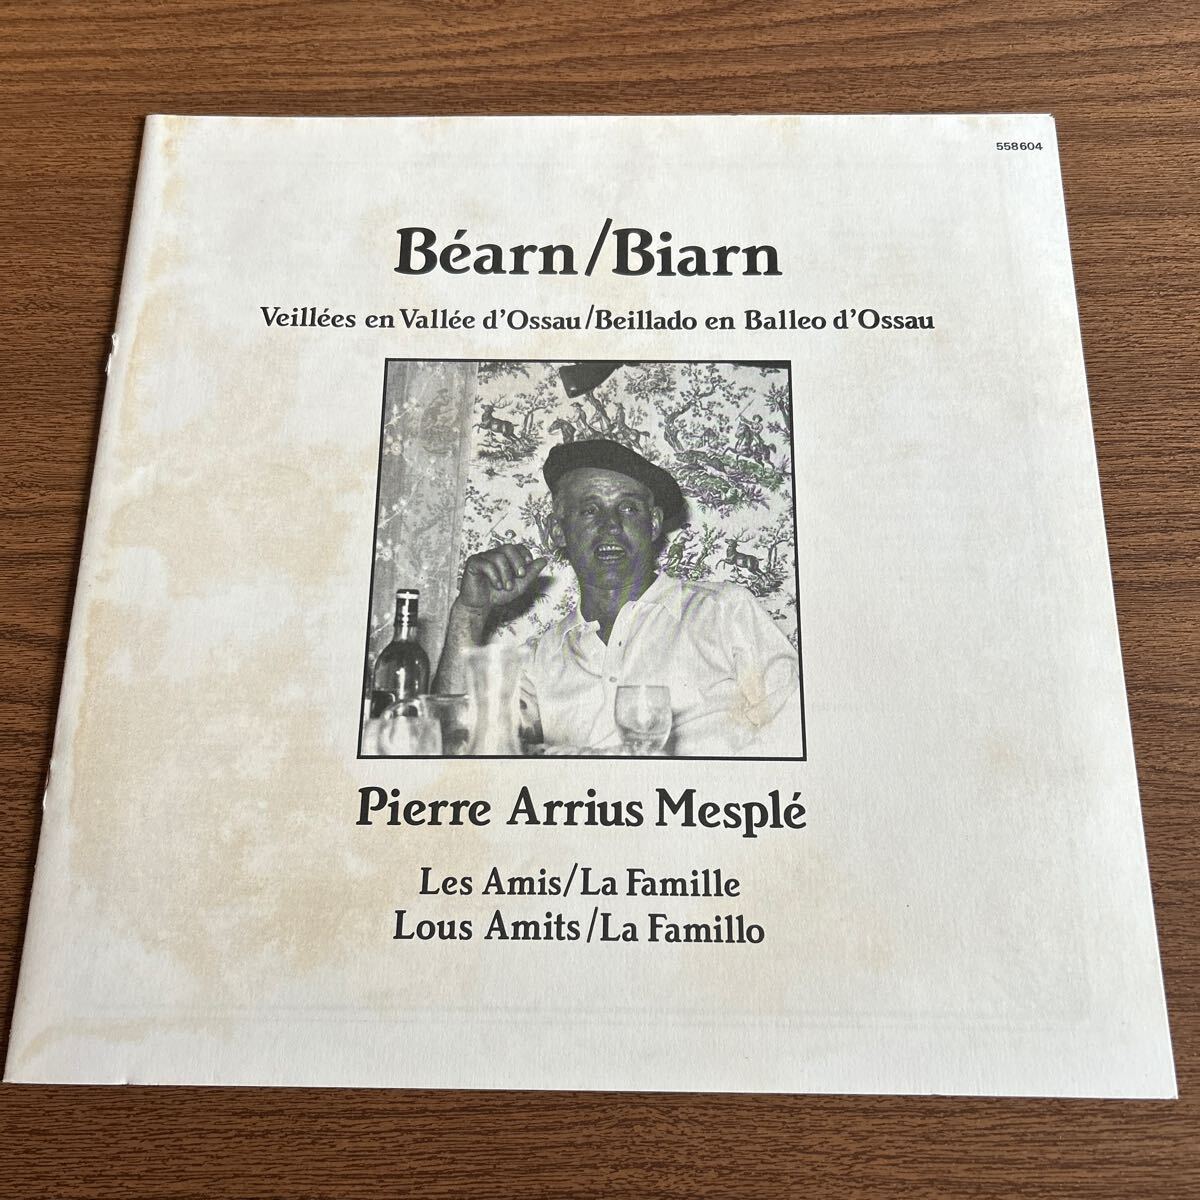 558604
Béarn/Biarn
Veillées en Vallée d'Ossau/Beillado en Balleo d'Ossau
Pierre Arrius Mesplé
Les Amis/La Famille
Lous Amits/La Famillo